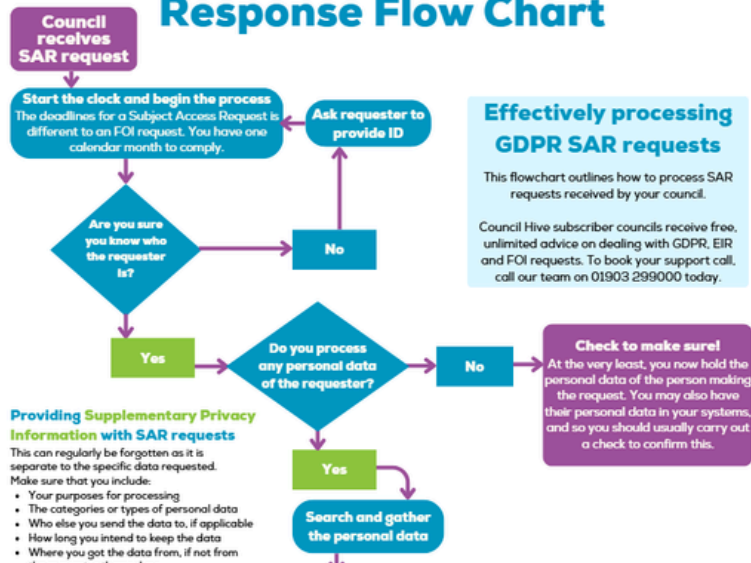 Response Flow Chart
Council
receives
SAR request
Start the clock and begin the process
The deadlines for a Subject Access Request is
different to an FOI request. You have one
calendar month to comply.
Ask requester to
provide ID
Effectively processing
GDPR SAR requests
This flowchart outlines how to process SAR
requests received by your council.
Council Hive subscriber councils receive free,
unlimited advice on dealing with GDPR, EIR
and FOI requests. To book your support call,
call our team on 01903 299000 today.
Are you sure
you know who
the requester
is?
No
Yes
Do you process
any personal data
of the requester?
No
Check to make sure!
At the very least, you now hold the
personal data of the person making
the request. You may also have
their personal data in your systems,
and so you should usually carry out
a check to confirm this.
Providing Supplementary Privacy
Information with SAR requests
This can regularly be forgotten as it is
separate to the specific data requested.
Make sure that you include:
• Your purposes for processing
• The categories or types of personal data
• Who else you send the data to, if applicable
• How long you intend to keep the data
• Where you got the data from, if not from
Yes
Search and gather
the personal data